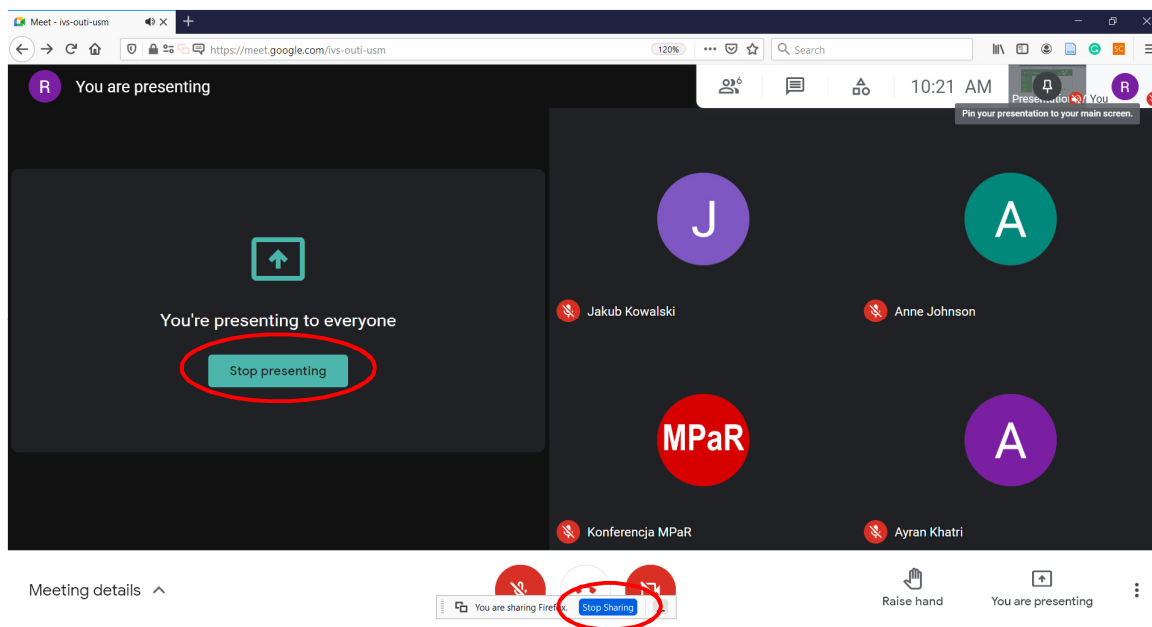 Meet - ivs-outi-usm
https://meet.google.com/ivs-outi-usm
120%
Search
SC
R
You are presenting
6
10:21 AM
You
R
Pin your presentation to your main screen.
J
A
You're presenting to everyone
Jakub Kowalski
Anne Johnson
Stop presenting
MPaR
A
Konferencja MPaR
Ayran Khatri
Meeting details
Raise hand
You are presenting
You are sharing Firefox.
Stop Sharing